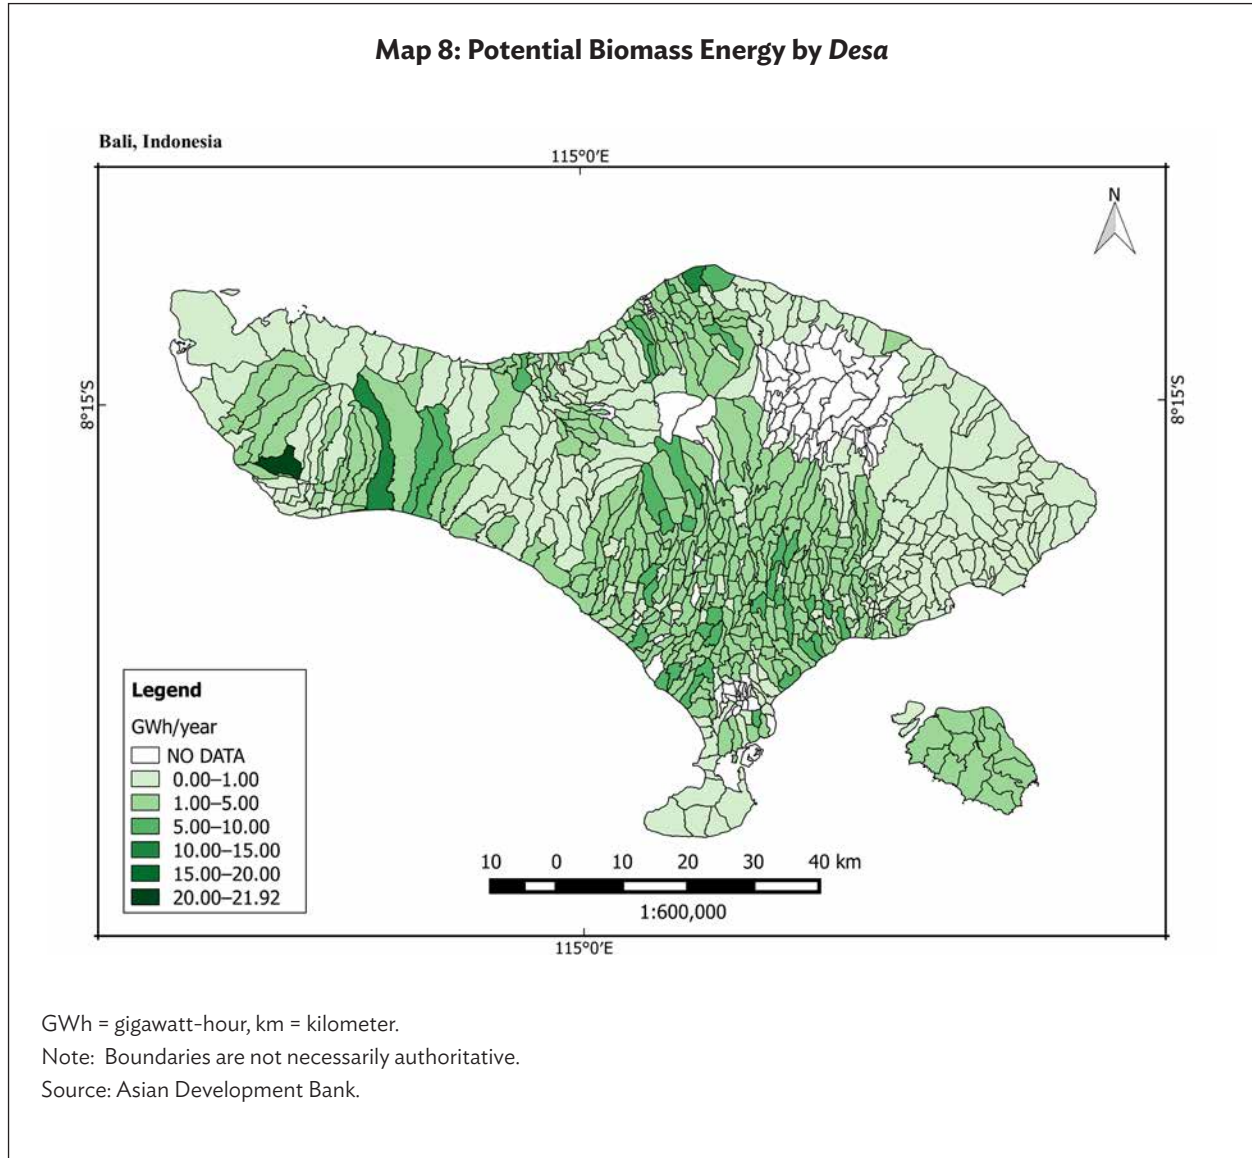 Map 8: Potential Biomass Energy by Desa
Bali, Indonesia
115°0′E
N
8°15′S
8°15′S
Legend
GWh/year
NO DATA
0.00–1.00
1.00–5.00
5.00–10.00
10.00–15.00
15.00–20.00
20.00–21.92
10 0 10 20 30 40 km
1:600,000
115°0′E
GWh = gigawatt-hour, km = kilometer.
Note: Boundaries are not necessarily authoritative.
Source: Asian Development Bank.